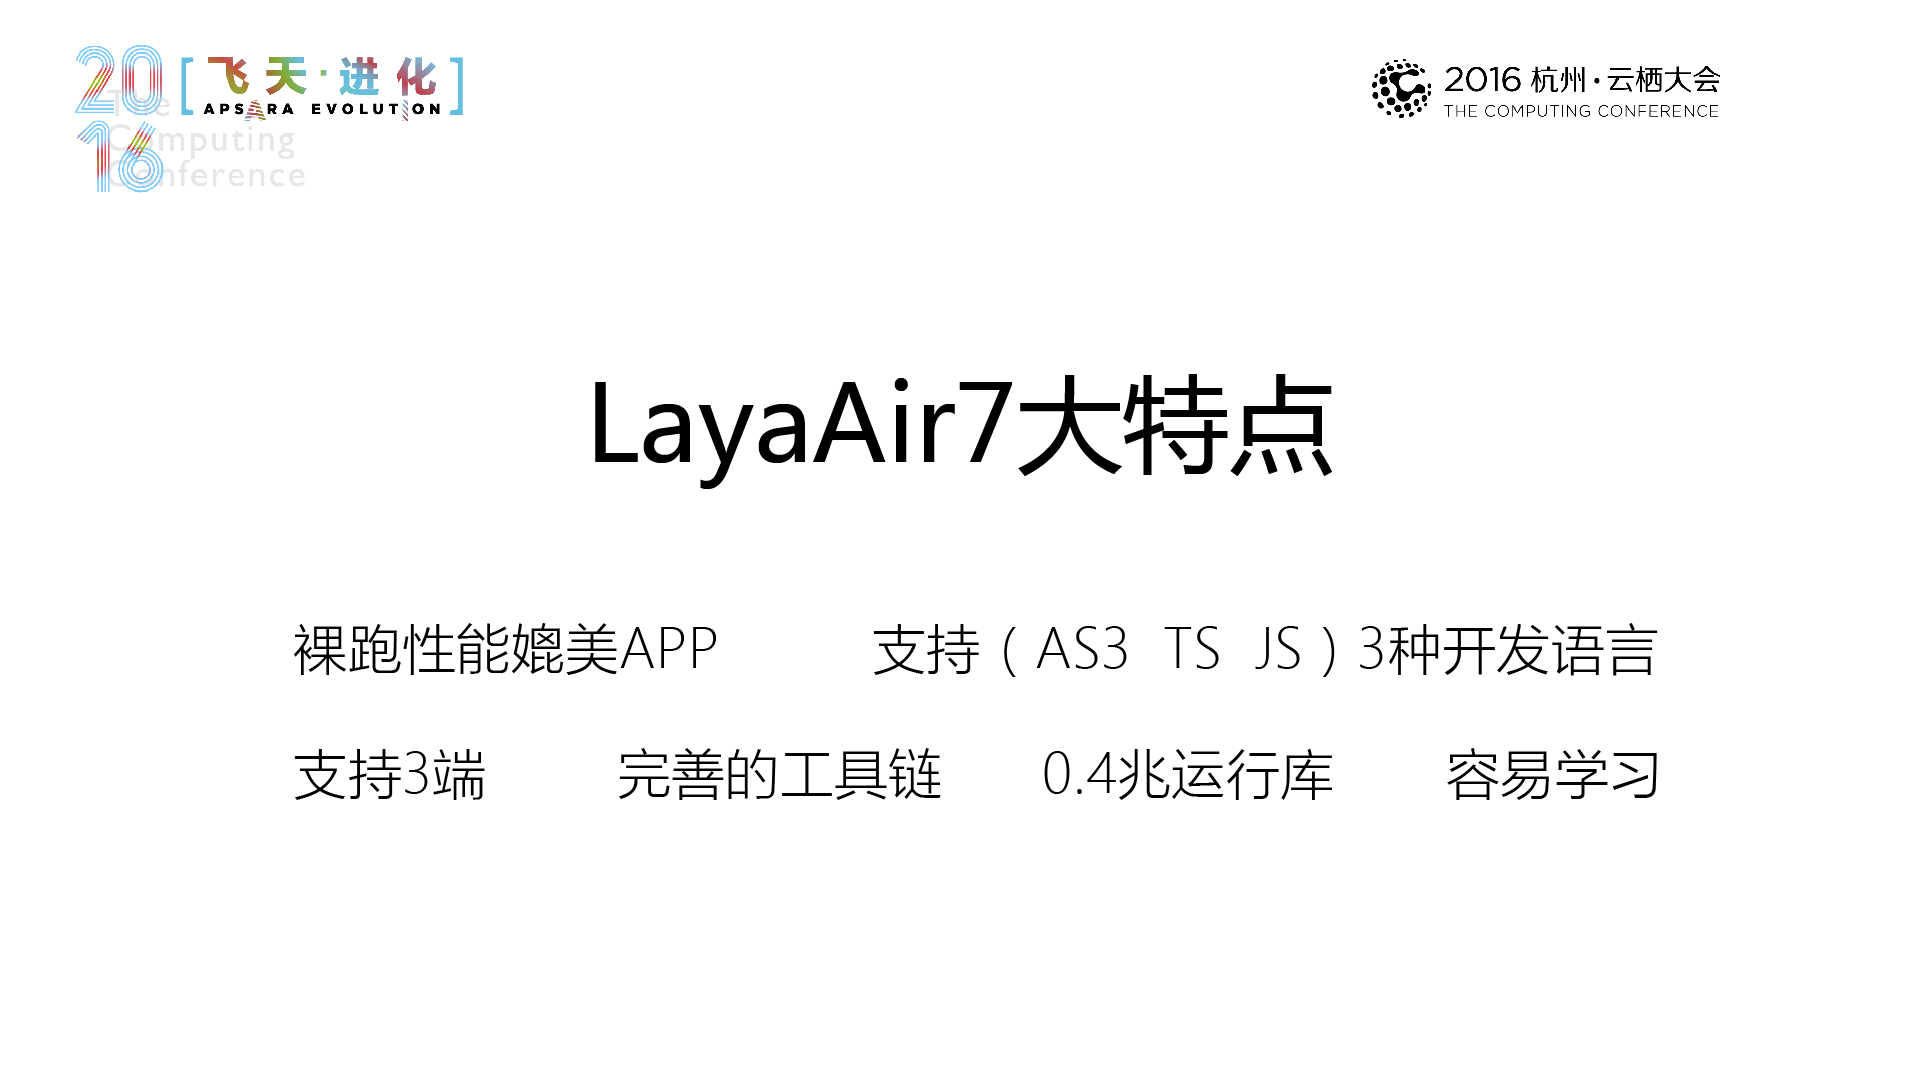 2016
[飞天·进化]
APSARA EVOLUTION
The
Computing
Conference
2016 杭州·云栖大会
THE COMPUTING CONFERENCE
LayaAir7大特点
裸跑性能媲美APP 支持（AS3 TS JS）3种开发语言
支持3端 完善的工具链 0.4兆运行库 容易学习